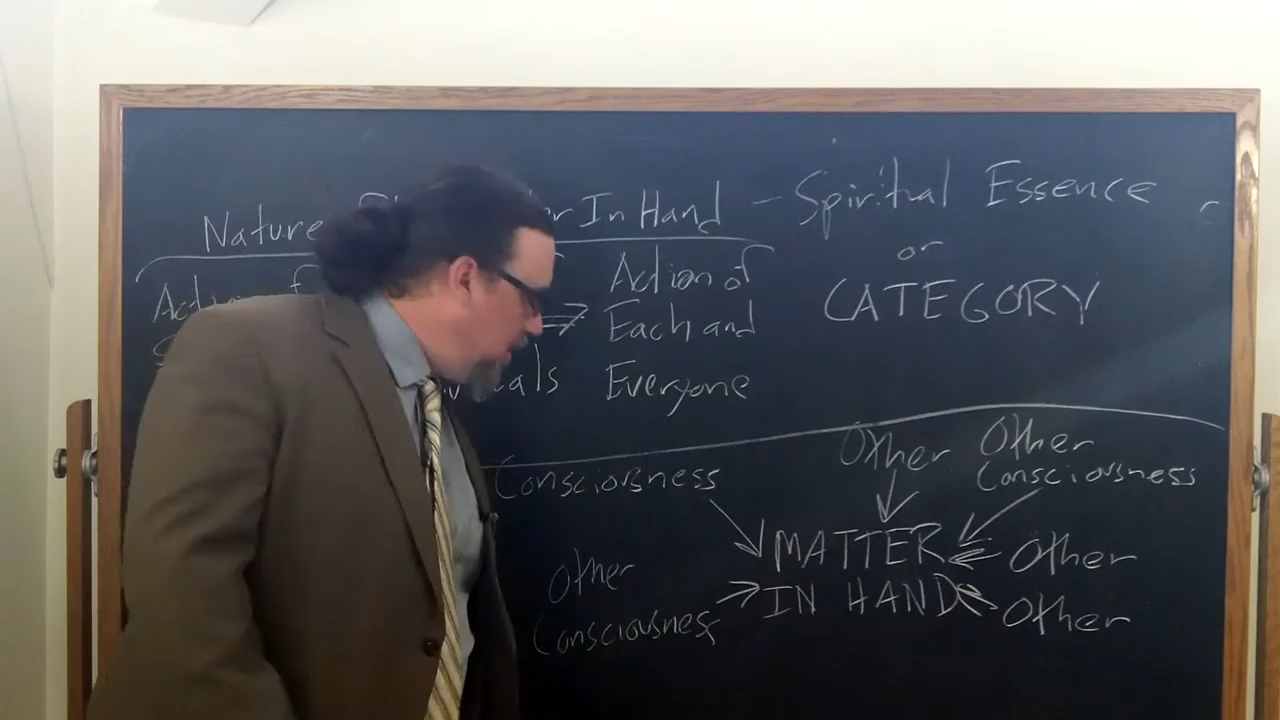 Nature In Hand – Spiritual Essence
or
CATEGORY
Action of
⇒ Each and
Everyone
Consciousness
Other
Other
Consciousness
MATTER
IN HAND
Other
Other
Other
Consciousness